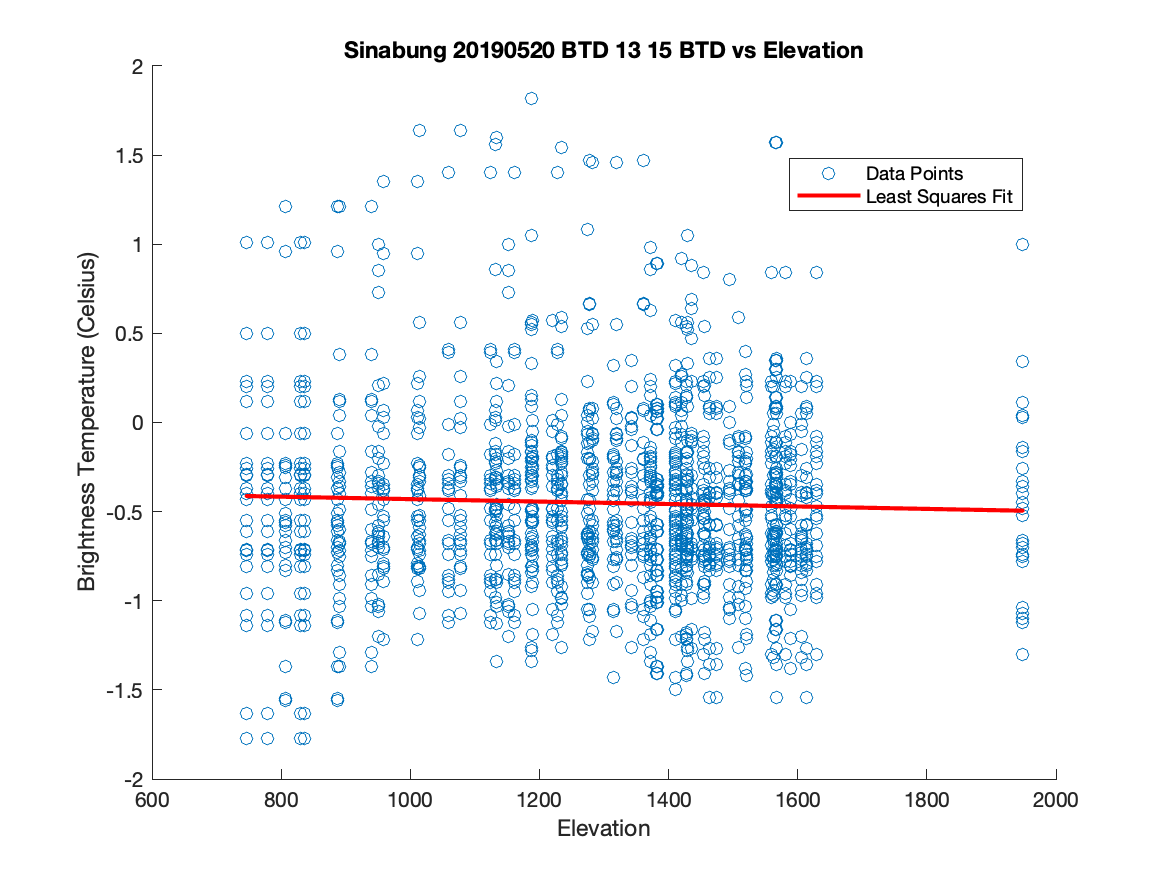 Sinabung 20190520 BTD 13 15 BTD vs Elevation
2
1.5
1
0.5
0
-0.5
-1
-1.5
-2
Brightness Temperature (Celsius)
Data Points
Least Squares Fit
600 800 1000 1200 1400 1600 1800 2000
Elevation